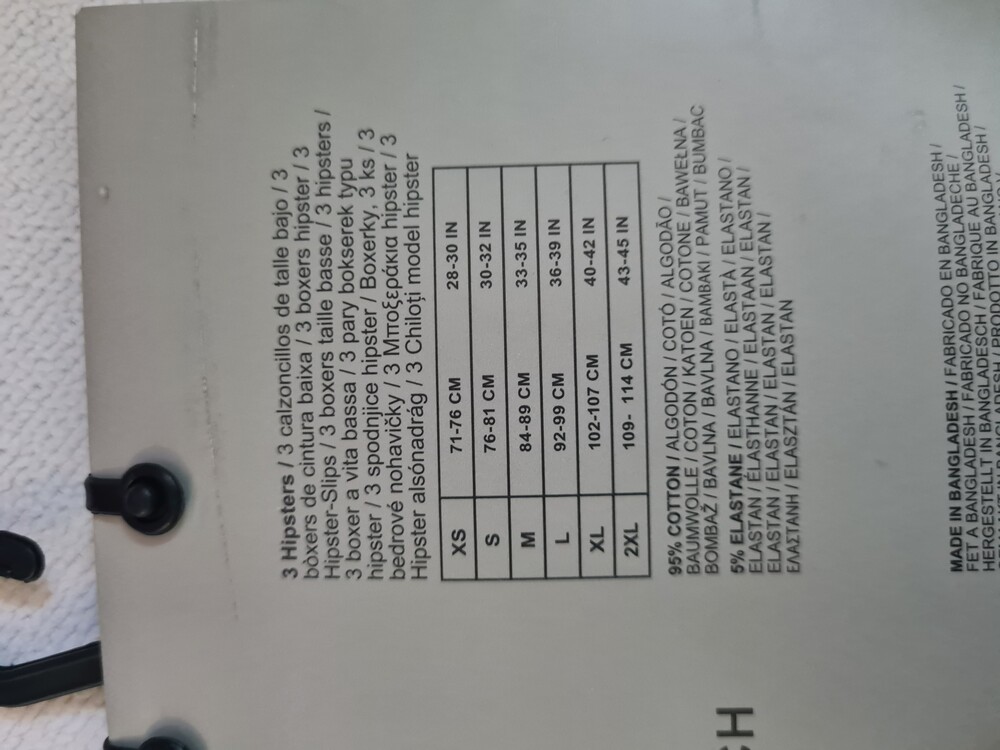 3 Hipsters / 3 calzoncillos de talle bajo / 3
bòxers de cintura baixa / 3 boxers hipster / 3
Hipster-Slips / 3 boxers taille basse / 3 hipsters /
3 boxer a vita bassa / 3 pary bokserek typu
hipster / 3 spodnjice hipster / Boxerky, 3 ks / 3
bedrové nohavičky / 3 Μποξεράκια hipster / 3
Hipster alsónadrág / 3 Chiloți model hipster
XS 71-76 CM 28-30 IN
S 76-81 CM 30-32 IN
M 84-89 CM 33-35 IN
L 92-99 CM 36-39 IN
XL 102-107 CM 40-42 IN
2XL 109- 114 CM 43-45 IN
95% COTTON / ALGODÓN / COTÓ / ALGODÃO /
BAUMWOLLE / COTON / KATOEN / COTONE / BAWEŁNA /
BOMBAŽ / BAVLNA / BAVLNA / BAMBAKI / PAMUT / BUMBAC
5% ELASTANE / ELASTANO / ELASTÀ / ELASTANO /
ELASTAN / ÉLASTHANNE / ELASTAAN / ELASTAN /
ELASTAN / ELASTAN / ELASTAN / ELASTAN /
ΕΛΑΣΤΑΝΗ / ELASZTÁN / ELASTAN
MADE IN BANGLADESH / FABRICADO EN BANGLADESH /
FET A BANGLADESH / FABRICADO NO BANGLADECHE /
HERGESTELLT IN BANGLADESCH / FABRIQUE AU BANGLADESH /
BANGLADESH / PRODOTTO IN BANGLADESH /
CH